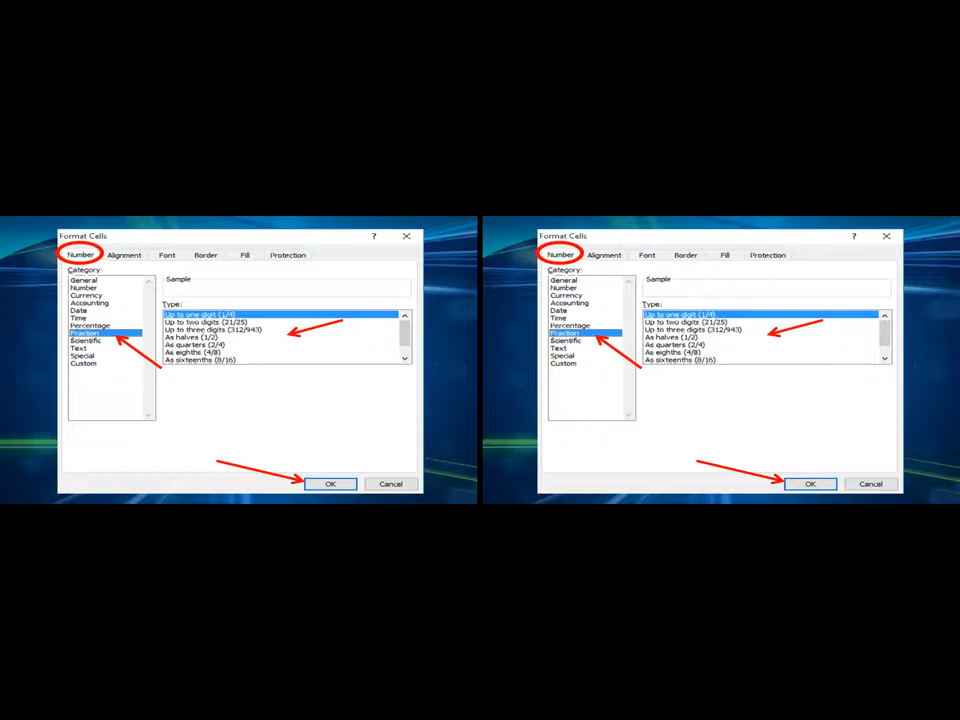 Format Cells ? ×
Number Alignment Font Border Fill Protection
Category:
General
Number
Currency
Accounting
Date
Time
Percentage
Fraction
Scientific
Text
Special
Custom
Sample
Type:
Up to one digit (1/4)
Up to two digits (21/25)
Up to three digits (312/943)
As halves (1/2)
As quarters (2/4)
As eighths (4/8)
As sixteenths (8/16)
OK Cancel
Format Cells ? ×
Number Alignment Font Border Fill Protection
Category:
General
Number
Currency
Accounting
Date
Time
Percentage
Fraction
Scientific
Text
Special
Custom
Sample
Type:
Up to one digit (1/4)
Up to two digits (21/25)
Up to three digits (312/943)
As halves (1/2)
As quarters (2/4)
As eighths (4/8)
As sixteenths (8/16)
OK Cancel